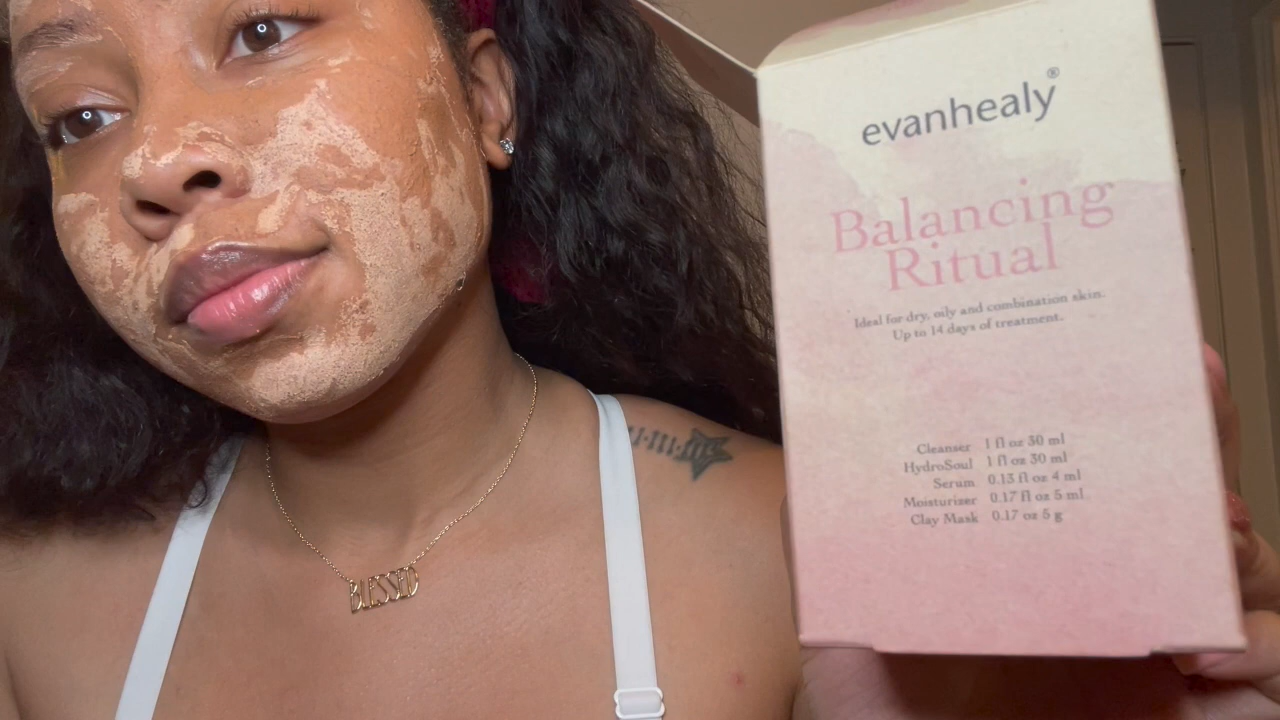 evanhealy®
Balancing
Ritual
Ideal for dry, oily and combination skin.
Up to 14 days of treatment.
Cleanser 1 fl oz 30 ml
HydroSoul 1 fl oz 30 ml
Serum 0.13 fl oz 4 ml
Moisturizer 0.17 fl oz 5 ml
Clay Mask 0.17 oz 5 g
BLESSED